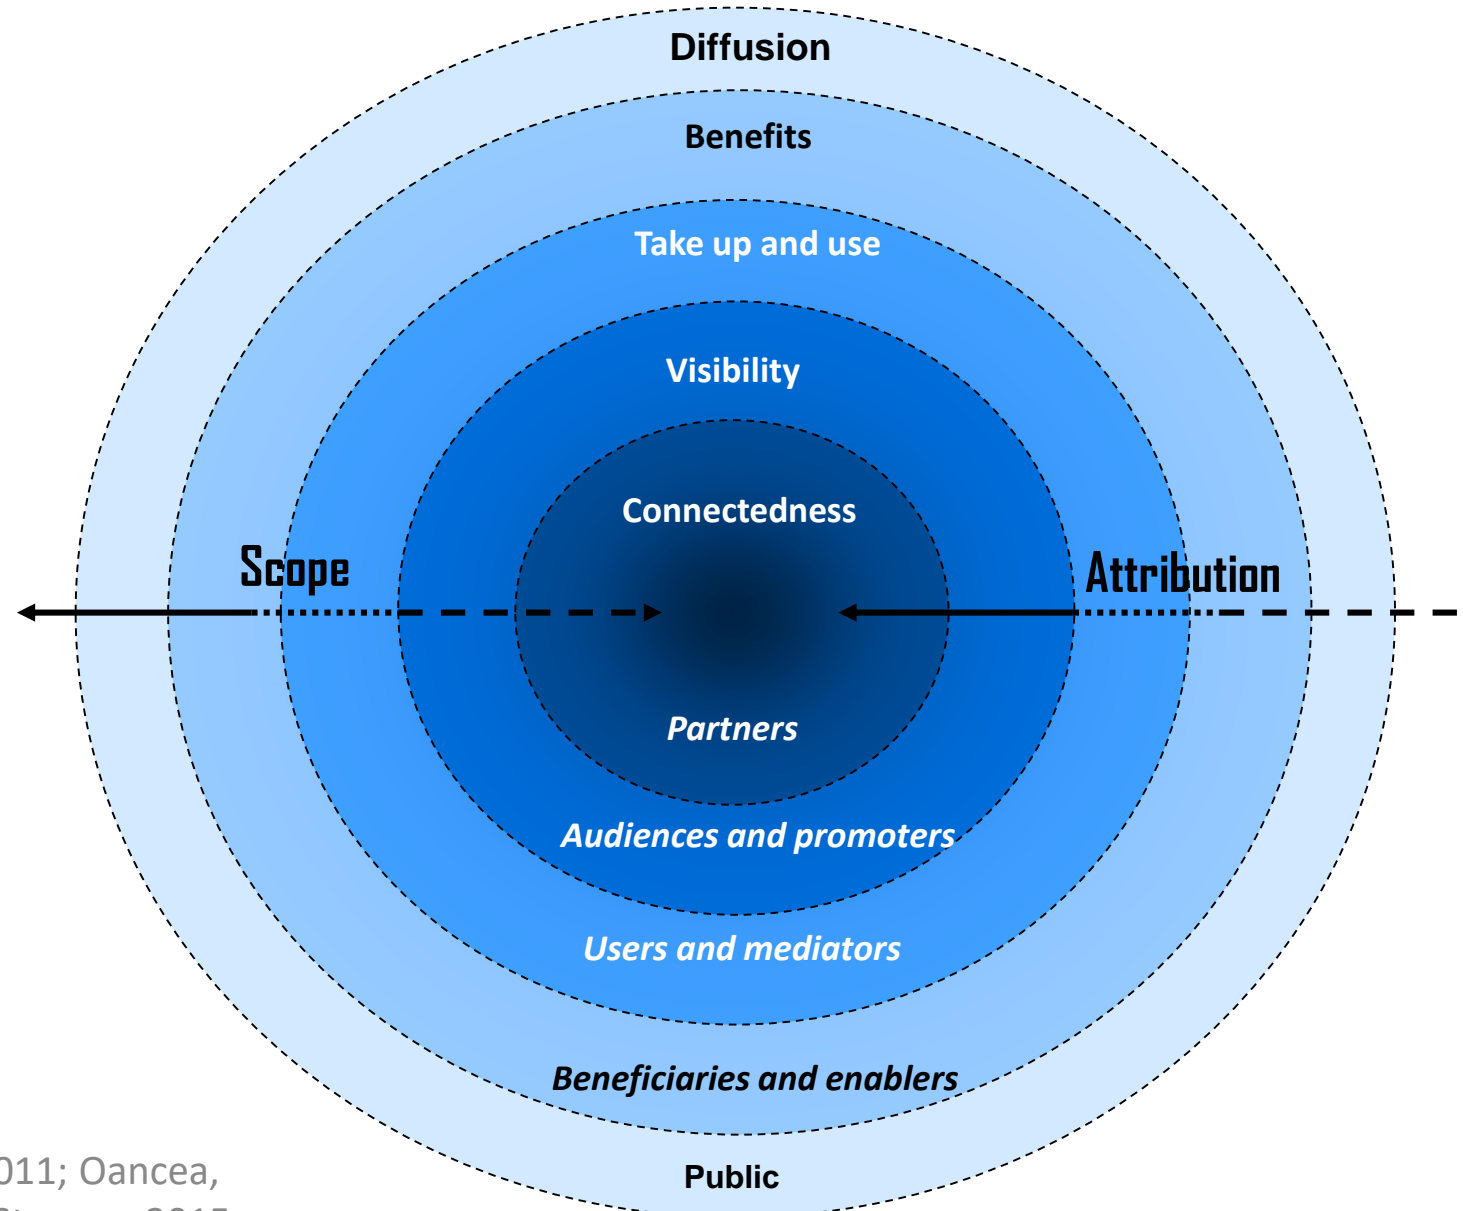 Diffusion
Benefits
Take up and use
Visibility
Connectedness
Scope
Attribution
Partners
Audiences and promoters
Users and mediators
Beneficiaries and enablers
Public
011; Oancea,
2015